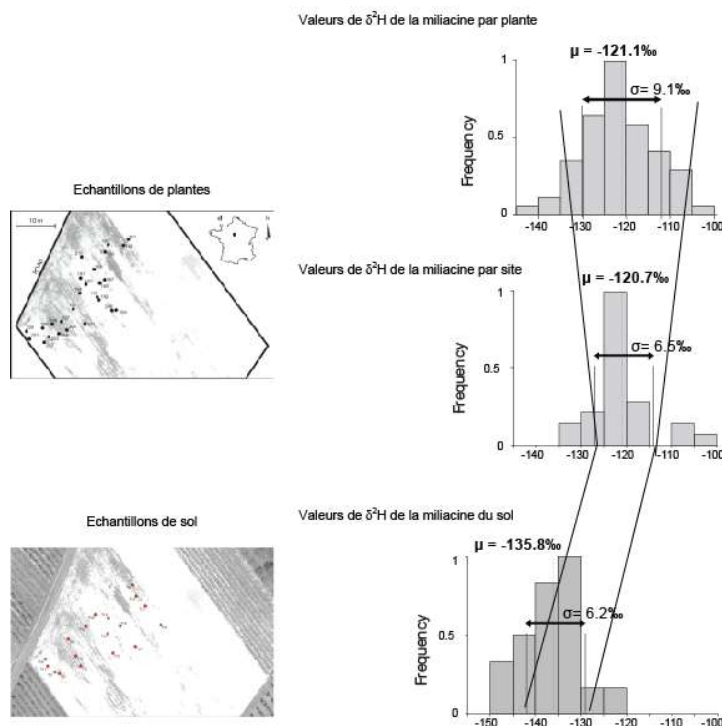 Valeurs de δ²H de la miliacine par plante
μ = -121.1‰
σ= 9.1‰
1
0.5
0
Frequency
-140
-130
-120
-110
-100
Echantillons de plantes
10 m
Valeurs de δ²H de la miliacine par site
μ = -120.7‰
σ= 6.5‰
1
0.5
0
Frequency
-140
-130
-120
-110
-100
Echantillons de sol
Valeurs de δ²H de la miliacine du sol
μ = -135.8‰
σ= 6.2‰
1
0.5
0
Frequency
-150
-140
-130
-120
-110
-100